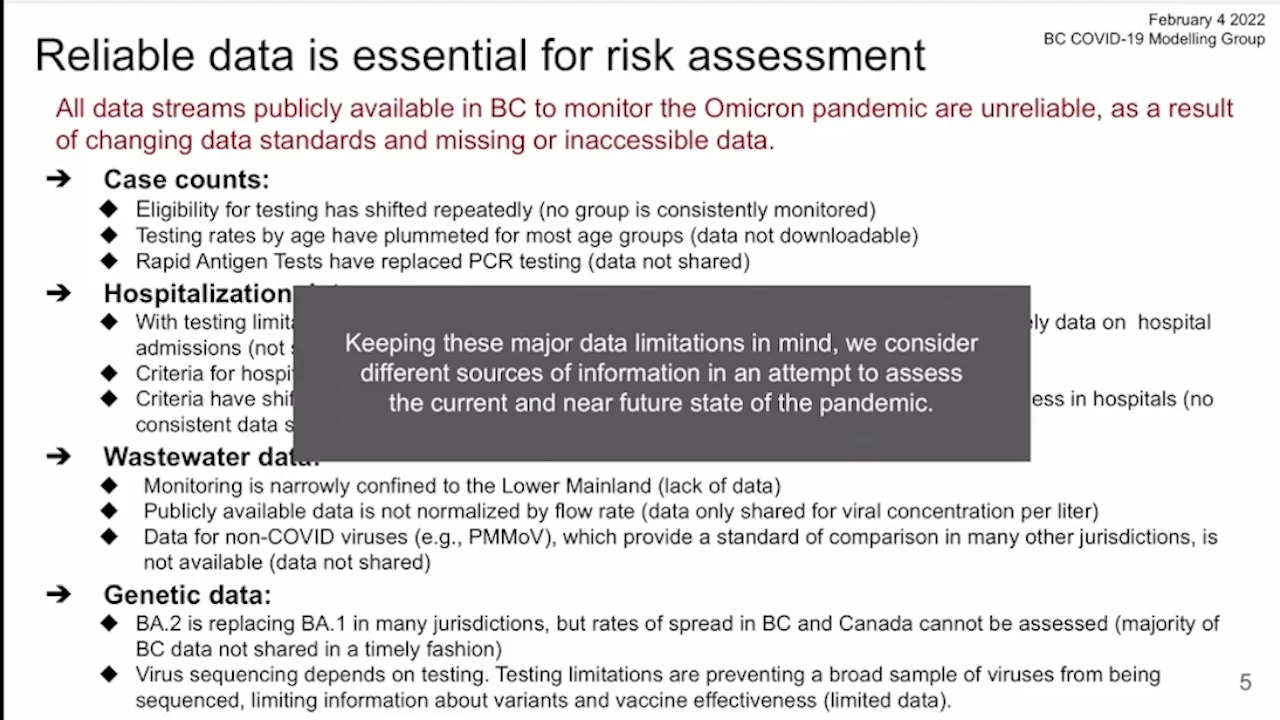 February 4 2022
BC COVID-19 Modelling Group
Reliable data is essential for risk assessment
All data streams publicly available in BC to monitor the Omicron pandemic are unreliable, as a result
of changing data standards and missing or inaccessible data.
➔ Case counts:
◆ Eligibility for testing has shifted repeatedly (no group is consistently monitored)
◆ Testing rates by age have plummeted for most age groups (data not downloadable)
◆ Rapid Antigen Tests have replaced PCR testing (data not shared)
➔ Hospitalization
◆ With testing data on hospital
admissions (not
◆ Criteria for
◆ Criteria have in hospitals (no
consistent data
Keeping these major data limitations in mind, we consider
different sources of information in an attempt to assess
the current and near future state of the pandemic.
➔ Wastewater data:
◆ Monitoring is narrowly confined to the Lower Mainland (lack of data)
◆ Publicly available data is not normalized by flow rate (data only shared for viral concentration per liter)
◆ Data for non-COVID viruses (e.g., PMMoV), which provide a standard of comparison in many other jurisdictions, is
not available (data not shared)
➔ Genetic data:
◆ BA.2 is replacing BA.1 in many jurisdictions, but rates of spread in BC and Canada cannot be assessed (majority of
BC data not shared in a timely fashion)
◆ Virus sequencing depends on testing. Testing limitations are preventing a broad sample of viruses from being
sequenced, limiting information about variants and vaccine effectiveness (limited data).
5